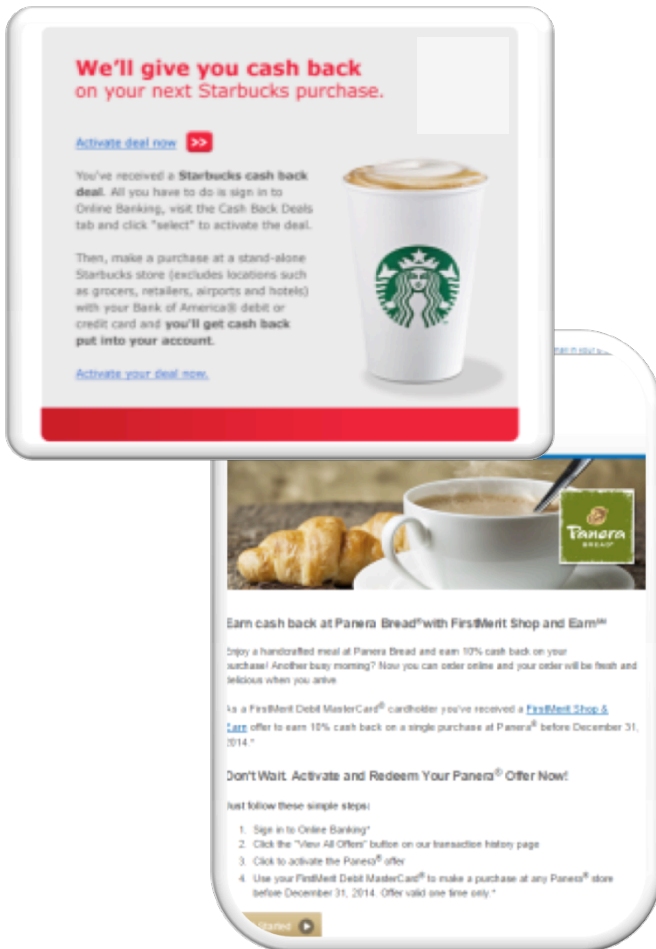 We'll give you cash back
on your next Starbucks purchase.
Activate deal now >>
You've received a Starbucks cash back
deal. All you have to do is sign in to
Online Banking, visit the Cash Back Deals
tab and click "select" to activate the deal.
Then, make a purchase at a stand-alone
Starbucks store (excludes locations such
as grocers, retailers, airports and hotels)
with your Bank of America® debit or
credit card and you'll get cash back
put into your account.
Activate your deal now.
Panera
BREAD®
Earn cash back at Panera Bread® with FirstMerit Shop and Earn℠
Enjoy a handcrafted meal at Panera Bread and earn 10% cash back on your
purchase! Another busy morning? Now you can order online and your order will be fresh and
delicious when you arrive
As a FirstMerit Debit MasterCard® cardholder you've received a FirstMerit Shop &
Earn offer to earn 10% cash back on a single purchase at Panera® before December 31,
2014.*
Don't Wait. Activate and Redeem Your Panera® Offer Now!
Just follow these simple steps:
1. Sign in to Online Banking*
2. Click the "View All Offers" button on our transaction history page
3. Click to activate the Panera® offer
4. Use your FirstMerit Debit MasterCard® to make a purchase at any Panera® store
before December 31, 2014. Offer valid one time only.*
Started